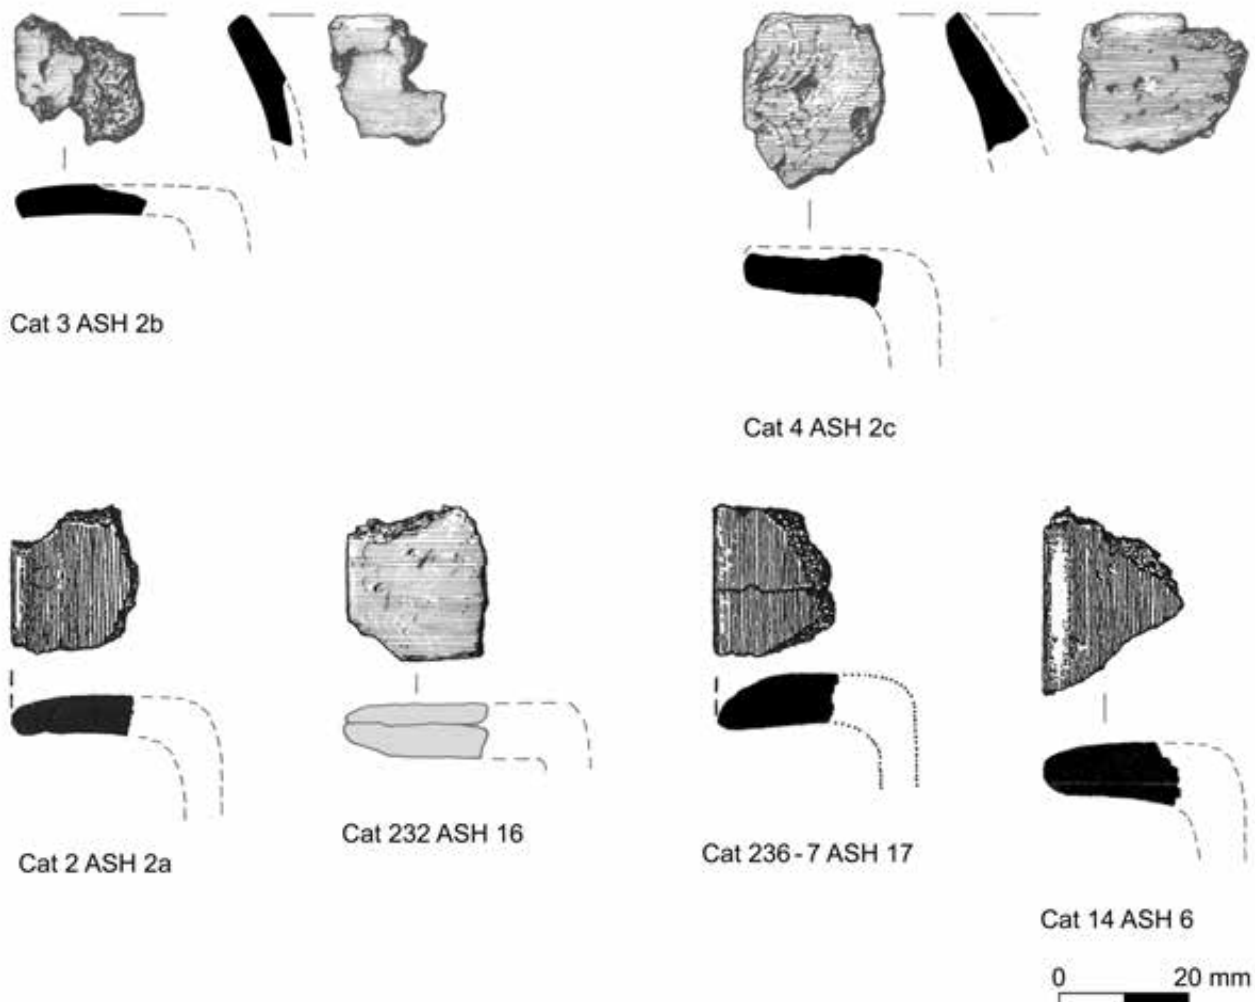 Cat 3 ASH 2b
Cat 4 ASH 2c
Cat 2 ASH 2a
Cat 232 ASH 16
Cat 236-7 ASH 17
Cat 14 ASH 6
0 20 mm